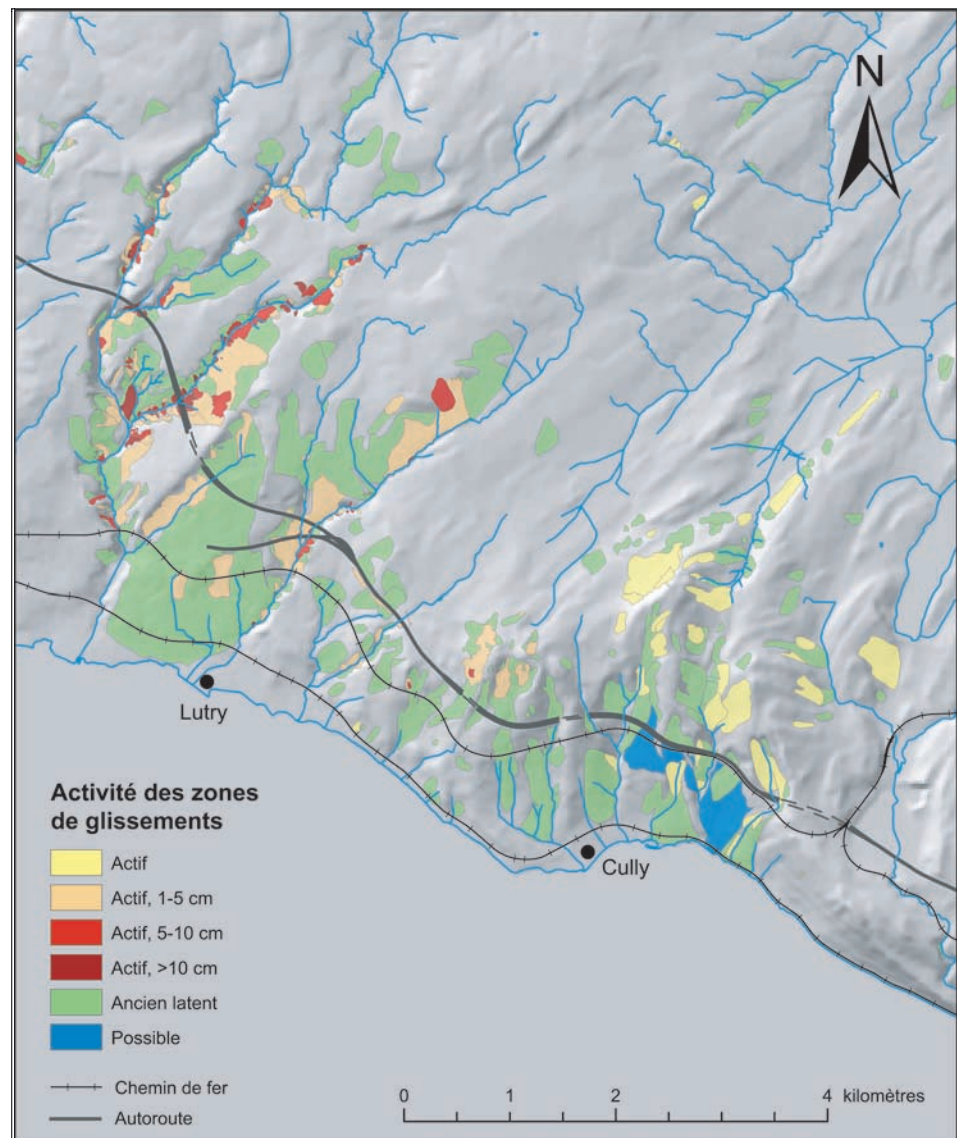 N
Lutry
Cully
Activité des zones
de glissements
Actif
Actif, 1-5 cm
Actif, 5-10 cm
Actif, >10 cm
Ancien latent
Possible
Chemin de fer
Autoroute
0 1 2 4 kilomètres